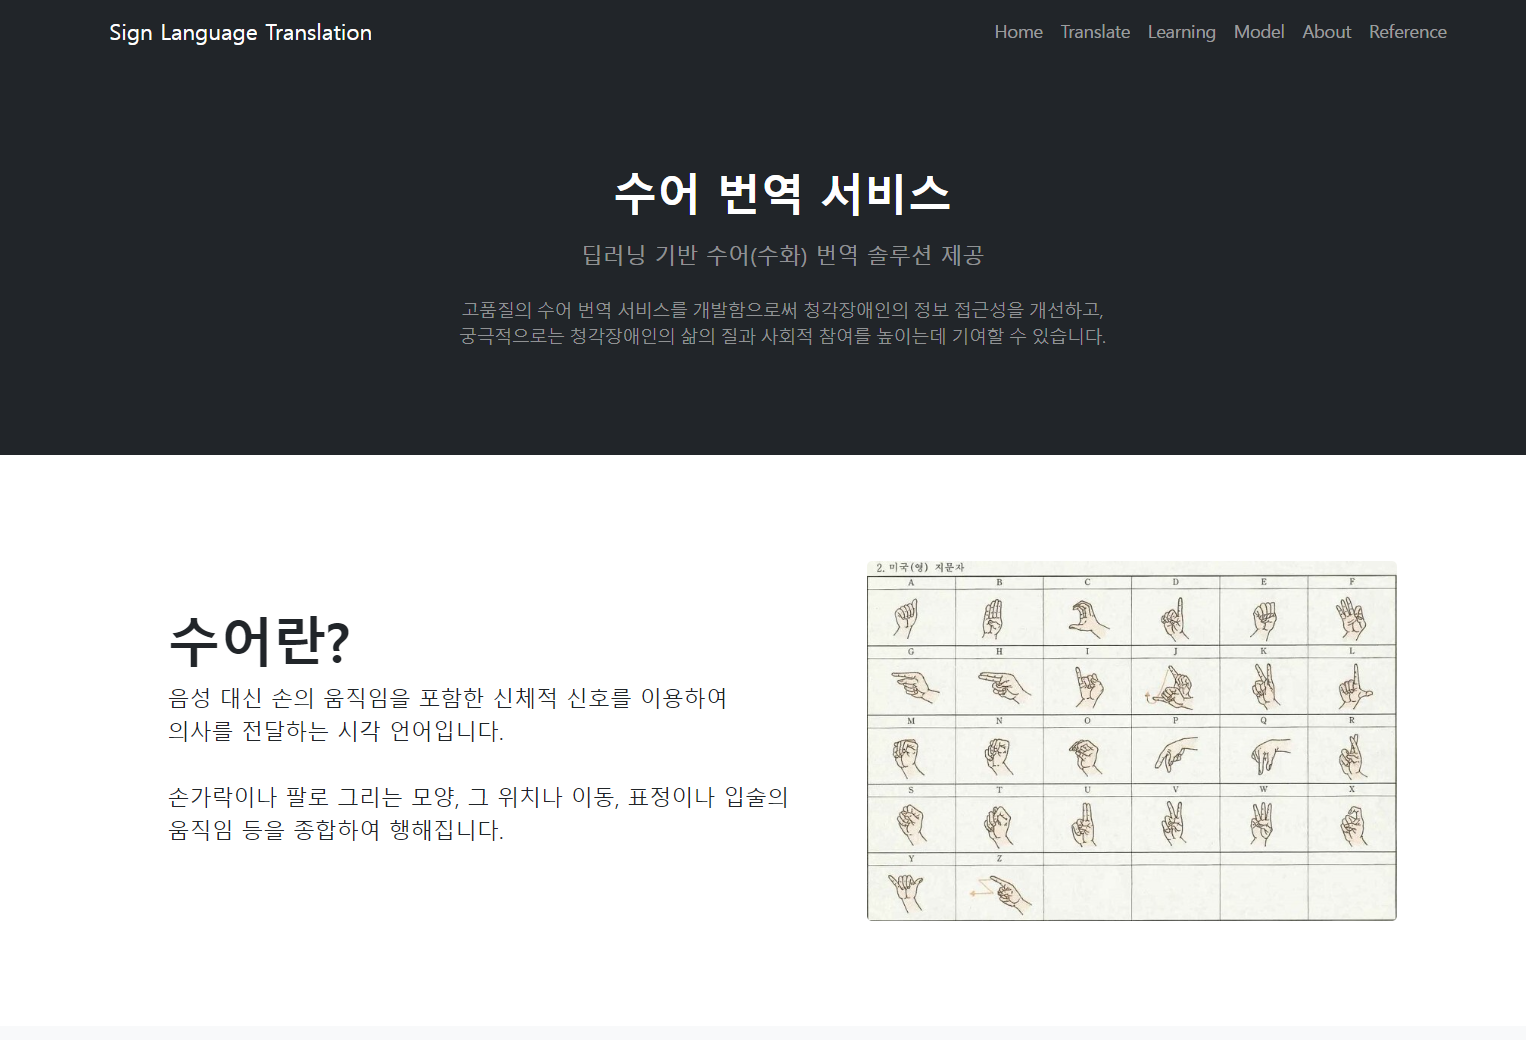 Sign Language Translation
Home Translate Learning Model About Reference
수어 번역 서비스
딥러닝 기반 수어(수화) 번역 솔루션 제공
고품질의 수어 번역 서비스를 개발함으로써 청각장애인의 정보 접근성을 개선하고,
궁극적으로는 청각장애인의 삶의 질과 사회적 참여를 높이는데 기여할 수 있습니다.
수어란?
음성 대신 손의 움직임을 포함한 신체적 신호를 이용하여
의사를 전달하는 시각 언어입니다.
손가락이나 팔로 그리는 모양, 그 위치나 이동, 표정이나 입술의
움직임 등을 종합하여 행해집니다.
2. 미국(영) 지문자
A B C D E F
G H I J K L
M N O P Q R
S T U V W X
Y Z